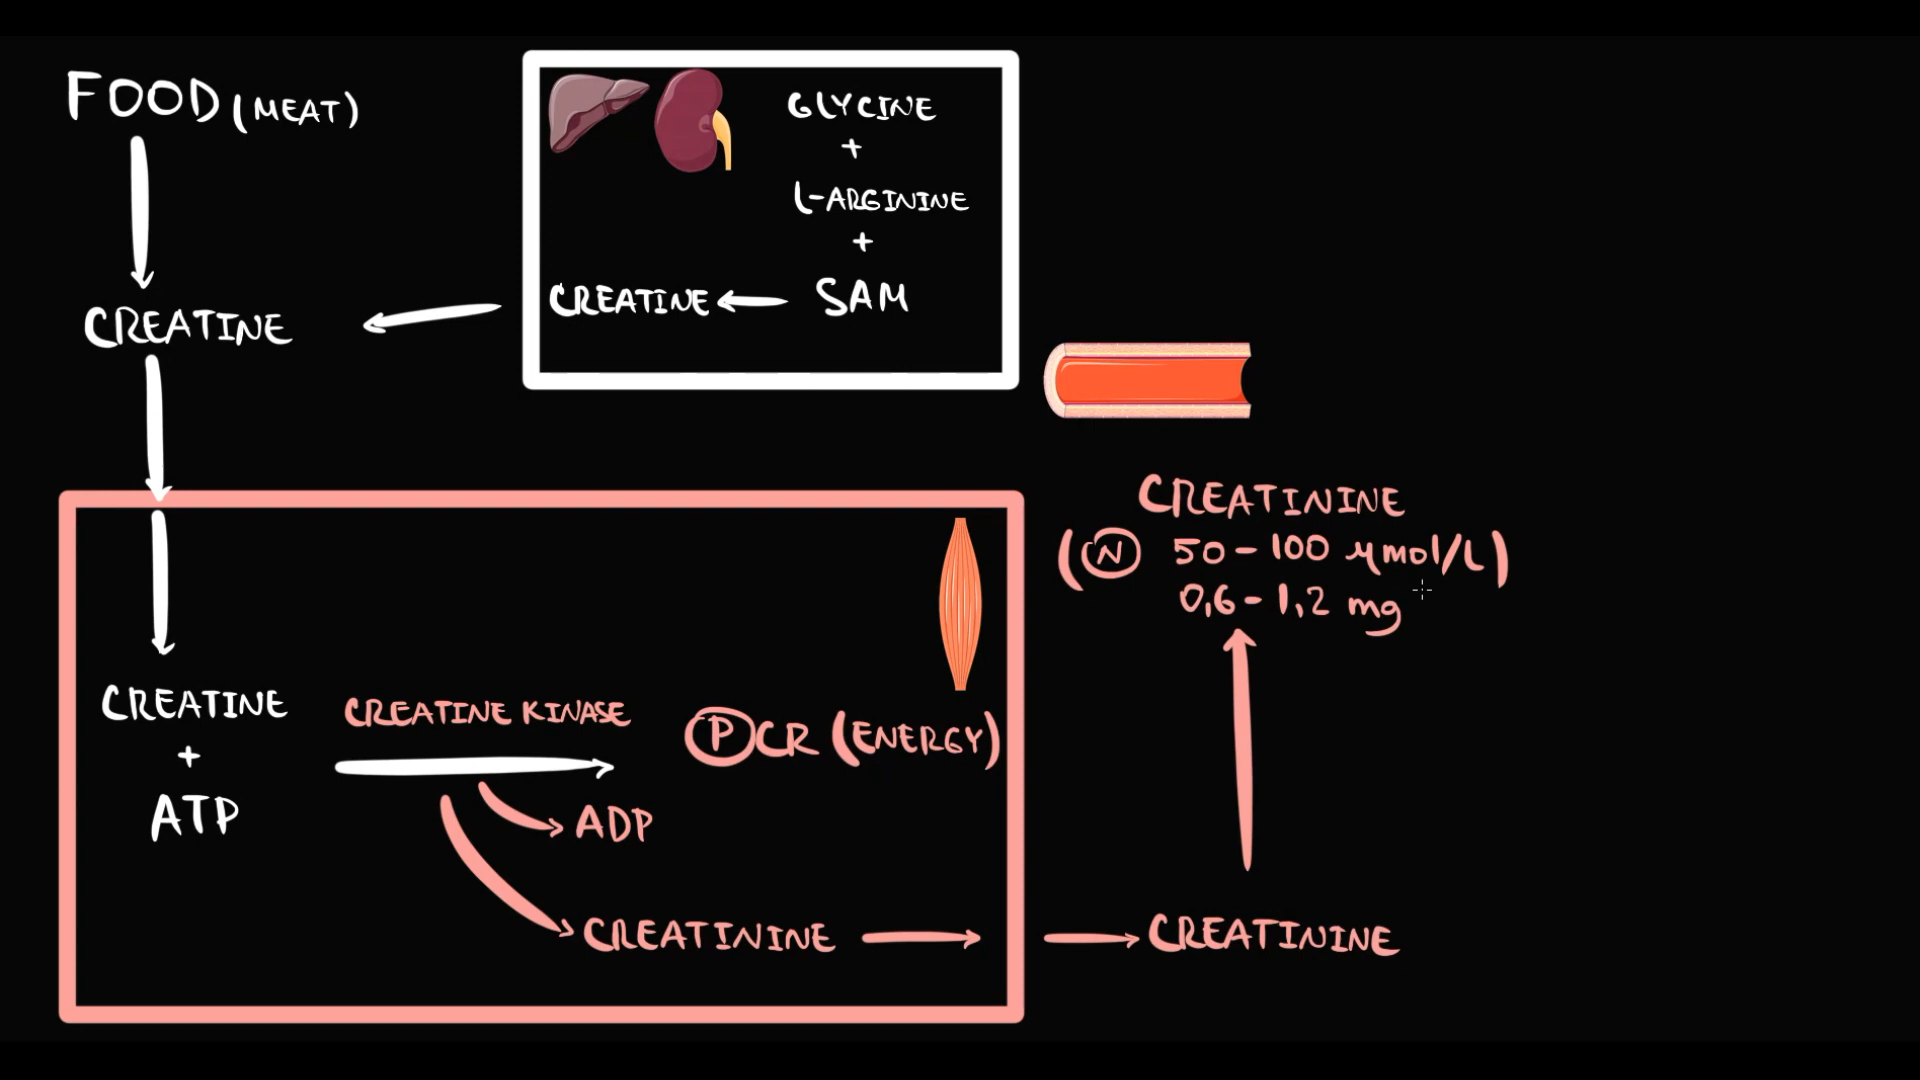 FOOD (MEAT)
CREATINE
GLYCINE
+
L-ARGININE
+
SAM
CREATINE
CREATINE
+
ATP
CREATINE KINASE
P CR (ENERGY)
ADP
CREATININE
CREATININE
CREATININE
(N 50-100 μmol/L)
0,6-1,2 mg